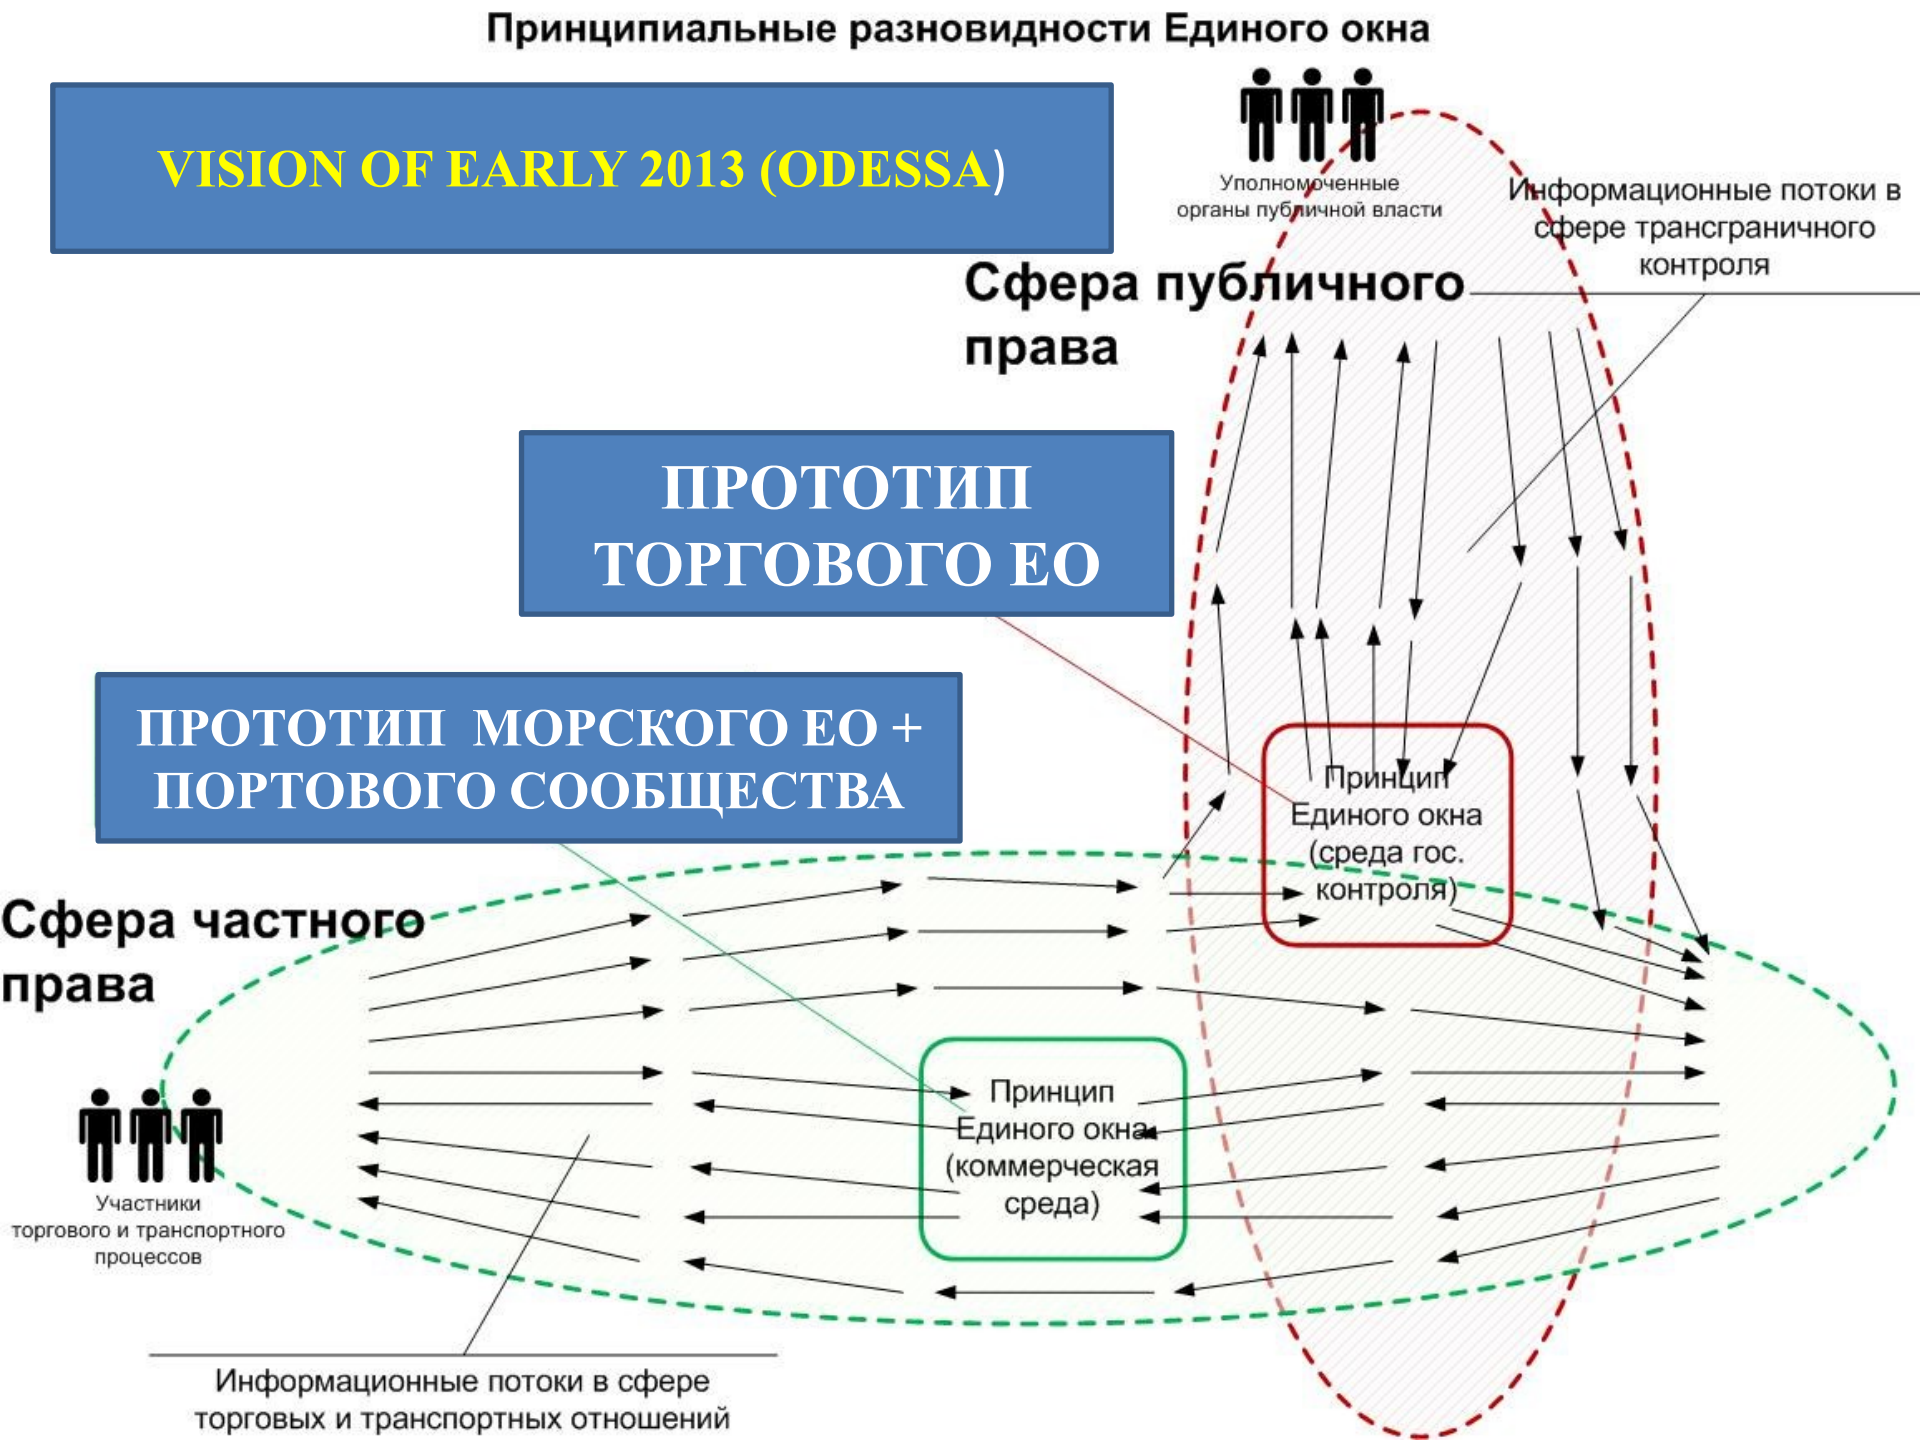 Принципиальные разновидности Единого окна
VISION OF EARLY 2013 (ODESSA)
Уполномоченные
органы публичной власти
Информационные потоки в
сфере трансграничного
контроля
Сфера публичного
права
ПРОТОТИП
ТОРГОВОГО ЕО
ПРОТОТИП МОРСКОГО ЕО +
ПОРТОВОГО СООБЩЕСТВА
Принцип
Единого окна
(среда гос.
контроля)
Сфера частного
права
Принцип
Единого окна
(коммерческая
среда)
Участники
торгового и транспортного
процессов
Информационные потоки в сфере
торговых и транспортных отношений